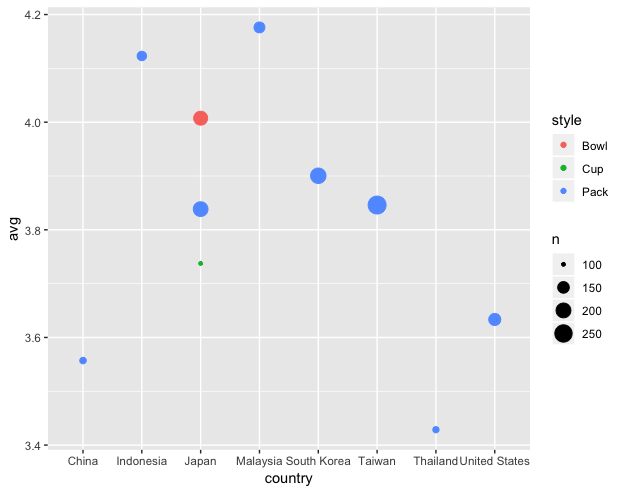 4.2
4.0
3.8
3.6
3.4
avg
China Indonesia Japan Malaysia South Korea Taiwan Thailand United States
country
style
Bowl
Cup
Pack
n
100
150
200
250